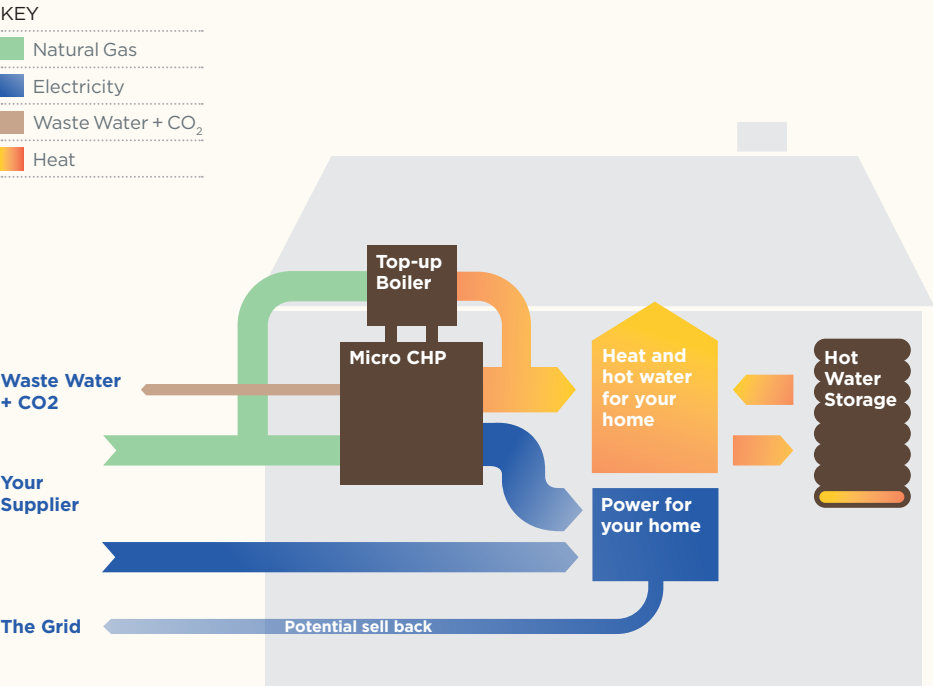 KEY
Natural Gas
Electricity
Waste Water + CO₂
Heat
Top-up
Boiler
Micro CHP
Waste Water
+ CO2
Heat and
hot water
for your
home
Hot
Water
Storage
Your
Supplier
Power for
your home
The Grid
Potential sell back